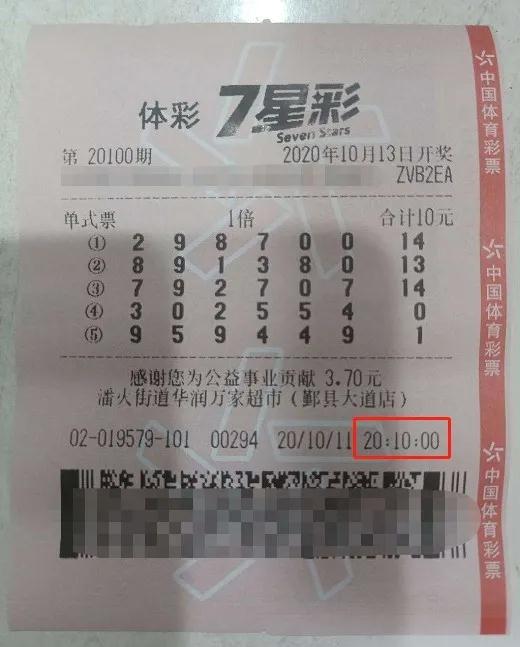 体彩 7星彩
Seven Stars
第 20100期 2020年10月13日开奖
ZVB2EA
单式票 1倍 合计10元
① 2 9 8 7 0 0 14
② 8 9 1 3 8 0 13
③ 7 9 2 7 0 7 14
④ 3 0 2 5 5 4 0
⑤ 9 5 9 4 4 9 1
感谢您为公益事业贡献 3.70元
潘火街道华润万家超市（鄞县大道店）
02-019579-101 00294 20/10/11 20:10:00
中国体育彩票
中国体育彩票
中国体育彩票